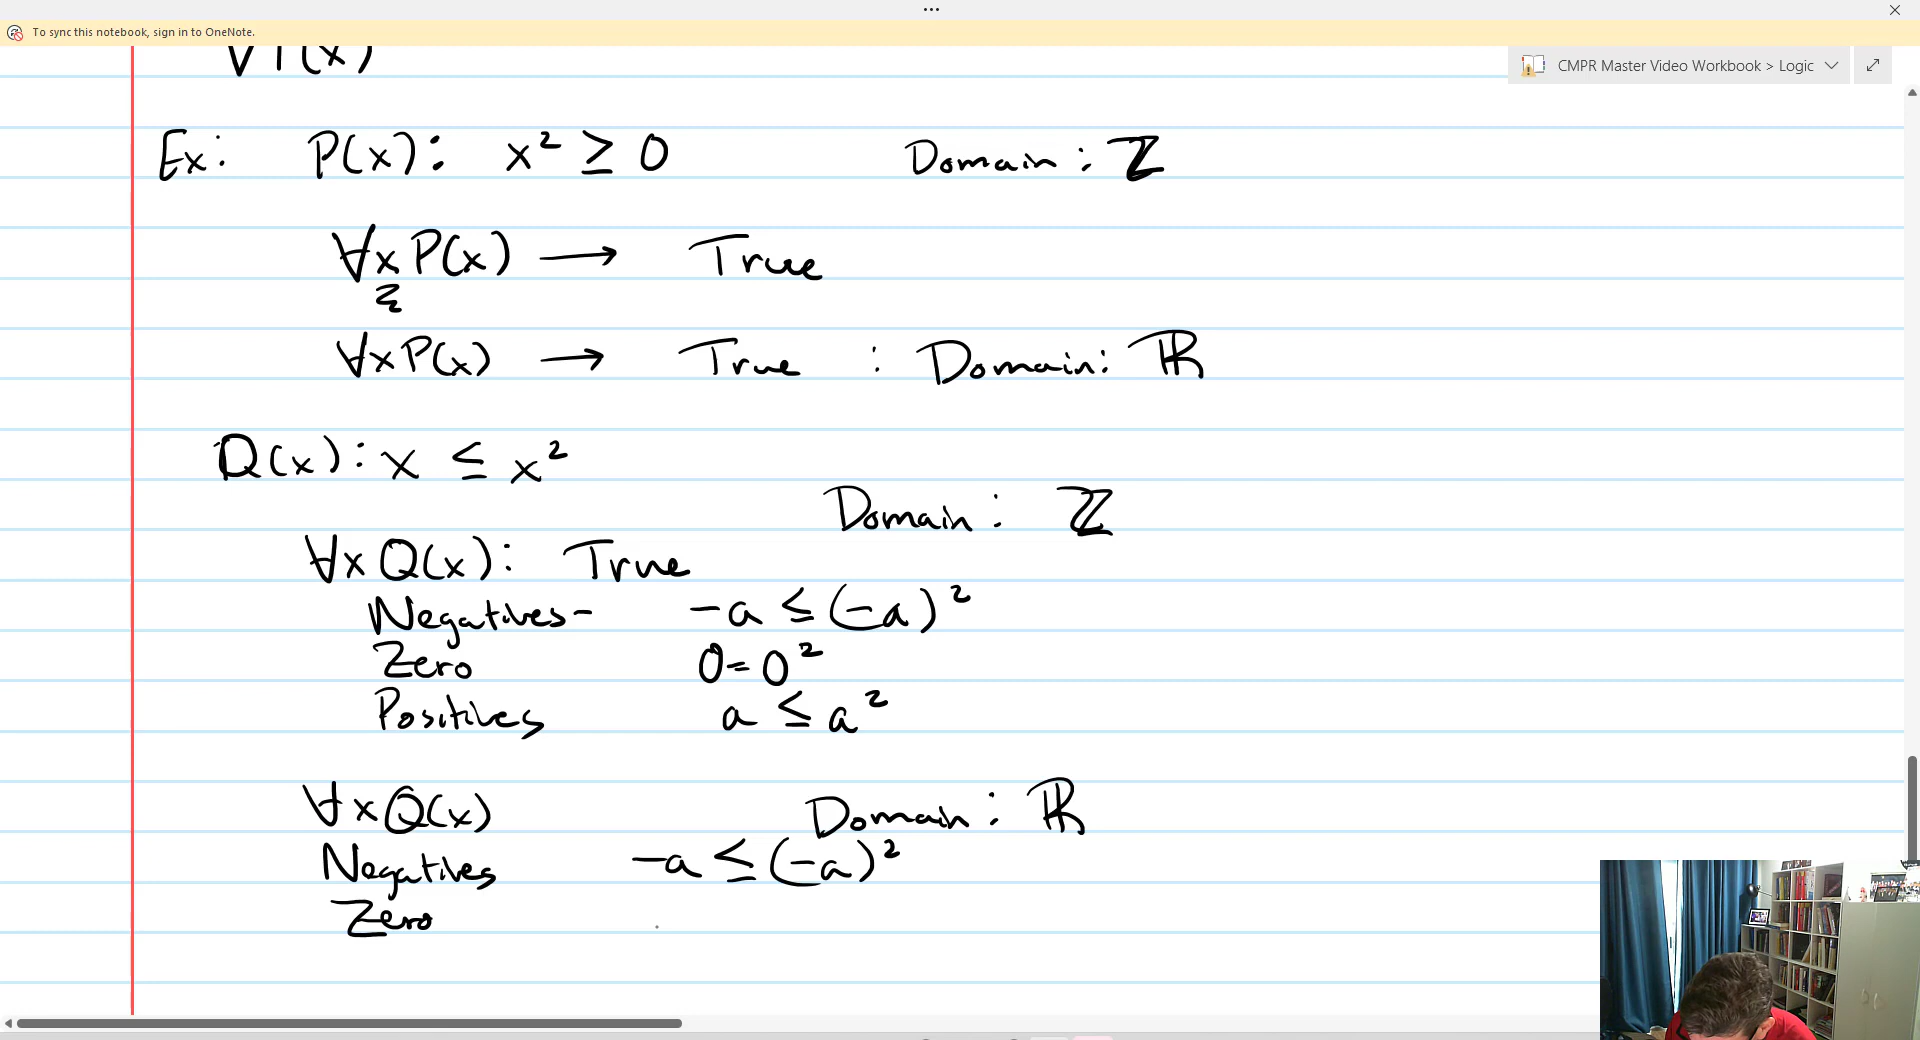 To sync this notebook, sign in to OneNote.
CMPR Master Video Workbook > Logic
Ex: P(x): x² ≥ 0 Domain: ℤ
∀x P(x) → True
ℤ
∀x P(x) → True : Domain: ℝ
Q(x): x ≤ x²
Domain: ℤ
∀x Q(x): True
Negatives- -a ≤ (-a)²
Zero 0 = 0²
Positives a ≤ a²
∀x Q(x) Domain: ℝ
Negatives -a ≤ (-a)²
Zero